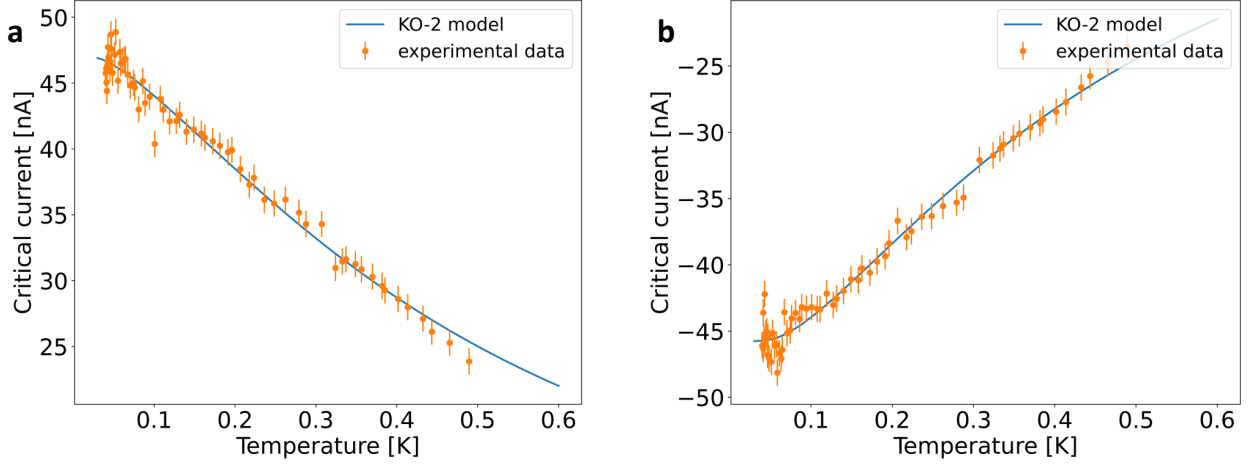 a
50
45
40
35
30
25
Critical current [nA]
0.1 0.2 0.3 0.4 0.5 0.6
Temperature [K]
KO-2 model
experimental data
b
−25
−30
−35
−40
−45
−50
Critical current [nA]
0.1 0.2 0.3 0.4 0.5 0.6
Temperature [K]
KO-2 model
experimental data